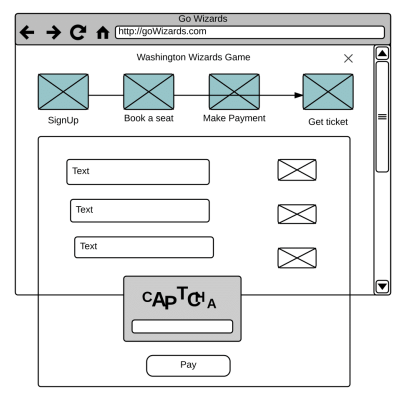 Go Wizards
http://goWizards.com
Washington Wizards Game
SignUp
Book a seat
Make Payment
Get ticket
Text
Text
Text
CAPTCHA
Pay